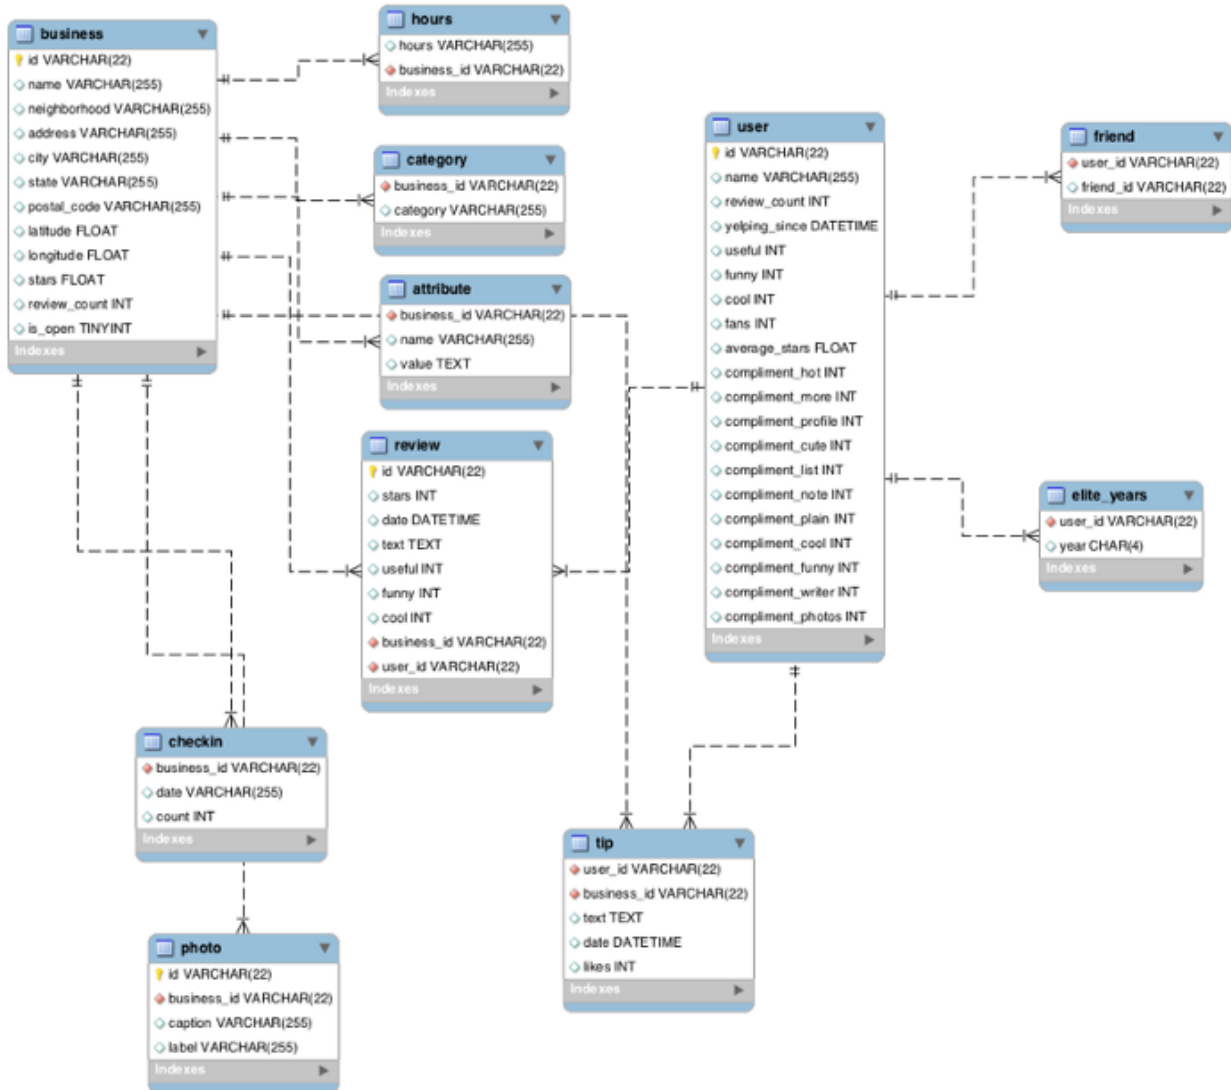 business
id VARCHAR(22)
name VARCHAR(255)
neighborhood VARCHAR(255)
address VARCHAR(255)
city VARCHAR(255)
state VARCHAR(255)
postal_code VARCHAR(255)
latitude FLOAT
longitude FLOAT
stars FLOAT
review_count INT
is_open TINYINT
Indexes
hours
hours VARCHAR(255)
business_id VARCHAR(22)
Indexes
category
business_id VARCHAR(22)
category VARCHAR(255)
Indexes
attribute
business_id VARCHAR(22)
name VARCHAR(255)
value TEXT
Indexes
review
id VARCHAR(22)
stars INT
date DATETIME
text TEXT
useful INT
funny INT
cool INT
business_id VARCHAR(22)
user_id VARCHAR(22)
Indexes
user
id VARCHAR(22)
name VARCHAR(255)
review_count INT
yelping_since DATETIME
useful INT
funny INT
cool INT
fans INT
average_stars FLOAT
compliment_hot INT
compliment_more INT
compliment_profile INT
compliment_cute INT
compliment_list INT
compliment_note INT
compliment_plain INT
compliment_cool INT
compliment_funny INT
compliment_writer INT
compliment_photos INT
Indexes
friend
user_id VARCHAR(22)
friend_id VARCHAR(22)
Indexes
elite_years
user_id VARCHAR(22)
year CHAR(4)
Indexes
checkin
business_id VARCHAR(22)
date VARCHAR(255)
count INT
Indexes
tip
user_id VARCHAR(22)
business_id VARCHAR(22)
text TEXT
date DATETIME
likes INT
Indexes
photo
id VARCHAR(22)
business_id VARCHAR(22)
caption VARCHAR(255)
label VARCHAR(255)
Indexes